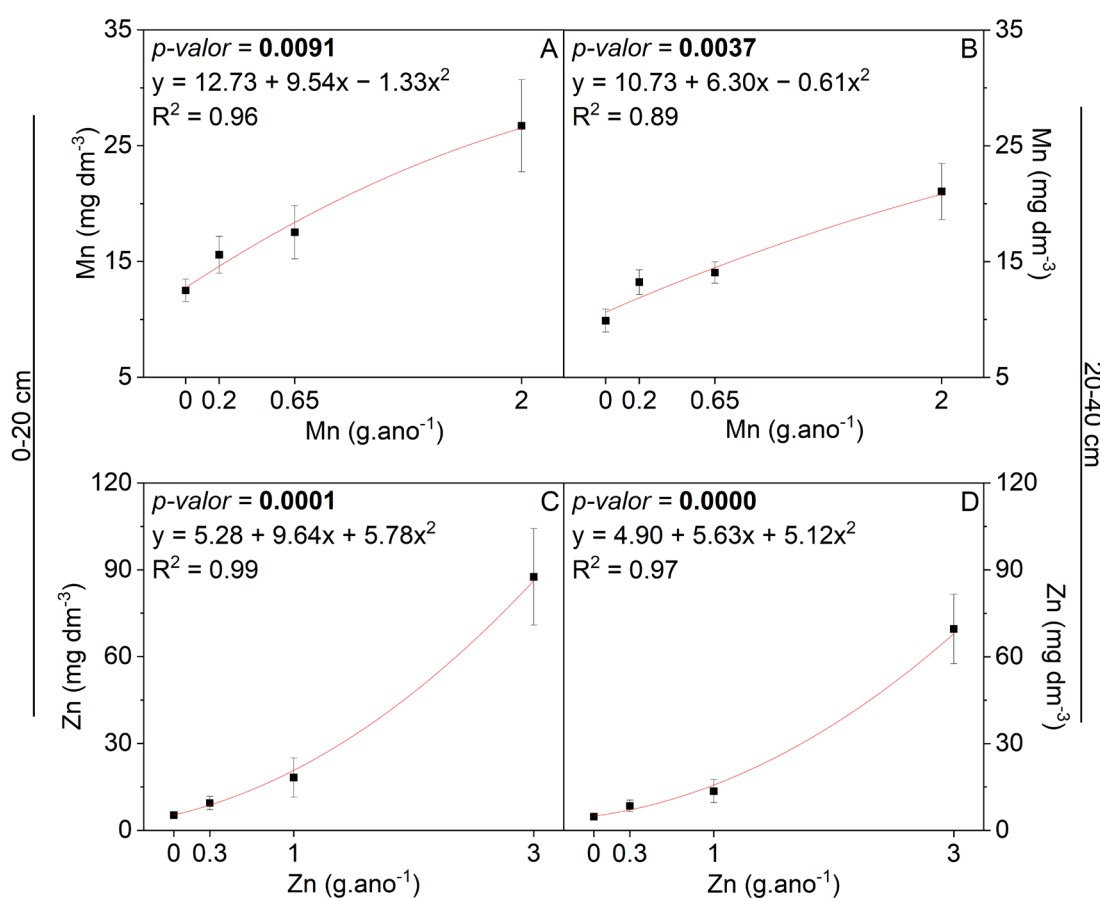 35
p-valor = 0.0091
A
y = 12.73 + 9.54x − 1.33x²
R² = 0.96
25
15
5
Mn (mg dm⁻³)
0 0.2 0.65 2
Mn (g.ano⁻¹)
p-valor = 0.0037
B
y = 10.73 + 6.30x − 0.61x²
R² = 0.89
35
25
15
5
Mn (mg dm⁻³)
0 0.2 0.65 2
Mn (g.ano⁻¹)
0-20 cm
20-40 cm
120
p-valor = 0.0001
C
y = 5.28 + 9.64x + 5.78x²
R² = 0.99
90
60
30
0
Zn (mg dm⁻³)
0 0.3 1 3
Zn (g.ano⁻¹)
p-valor = 0.0000
D
y = 4.90 + 5.63x + 5.12x²
R² = 0.97
120
90
60
30
0
Zn (mg dm⁻³)
0 0.3 1 3
Zn (g.ano⁻¹)